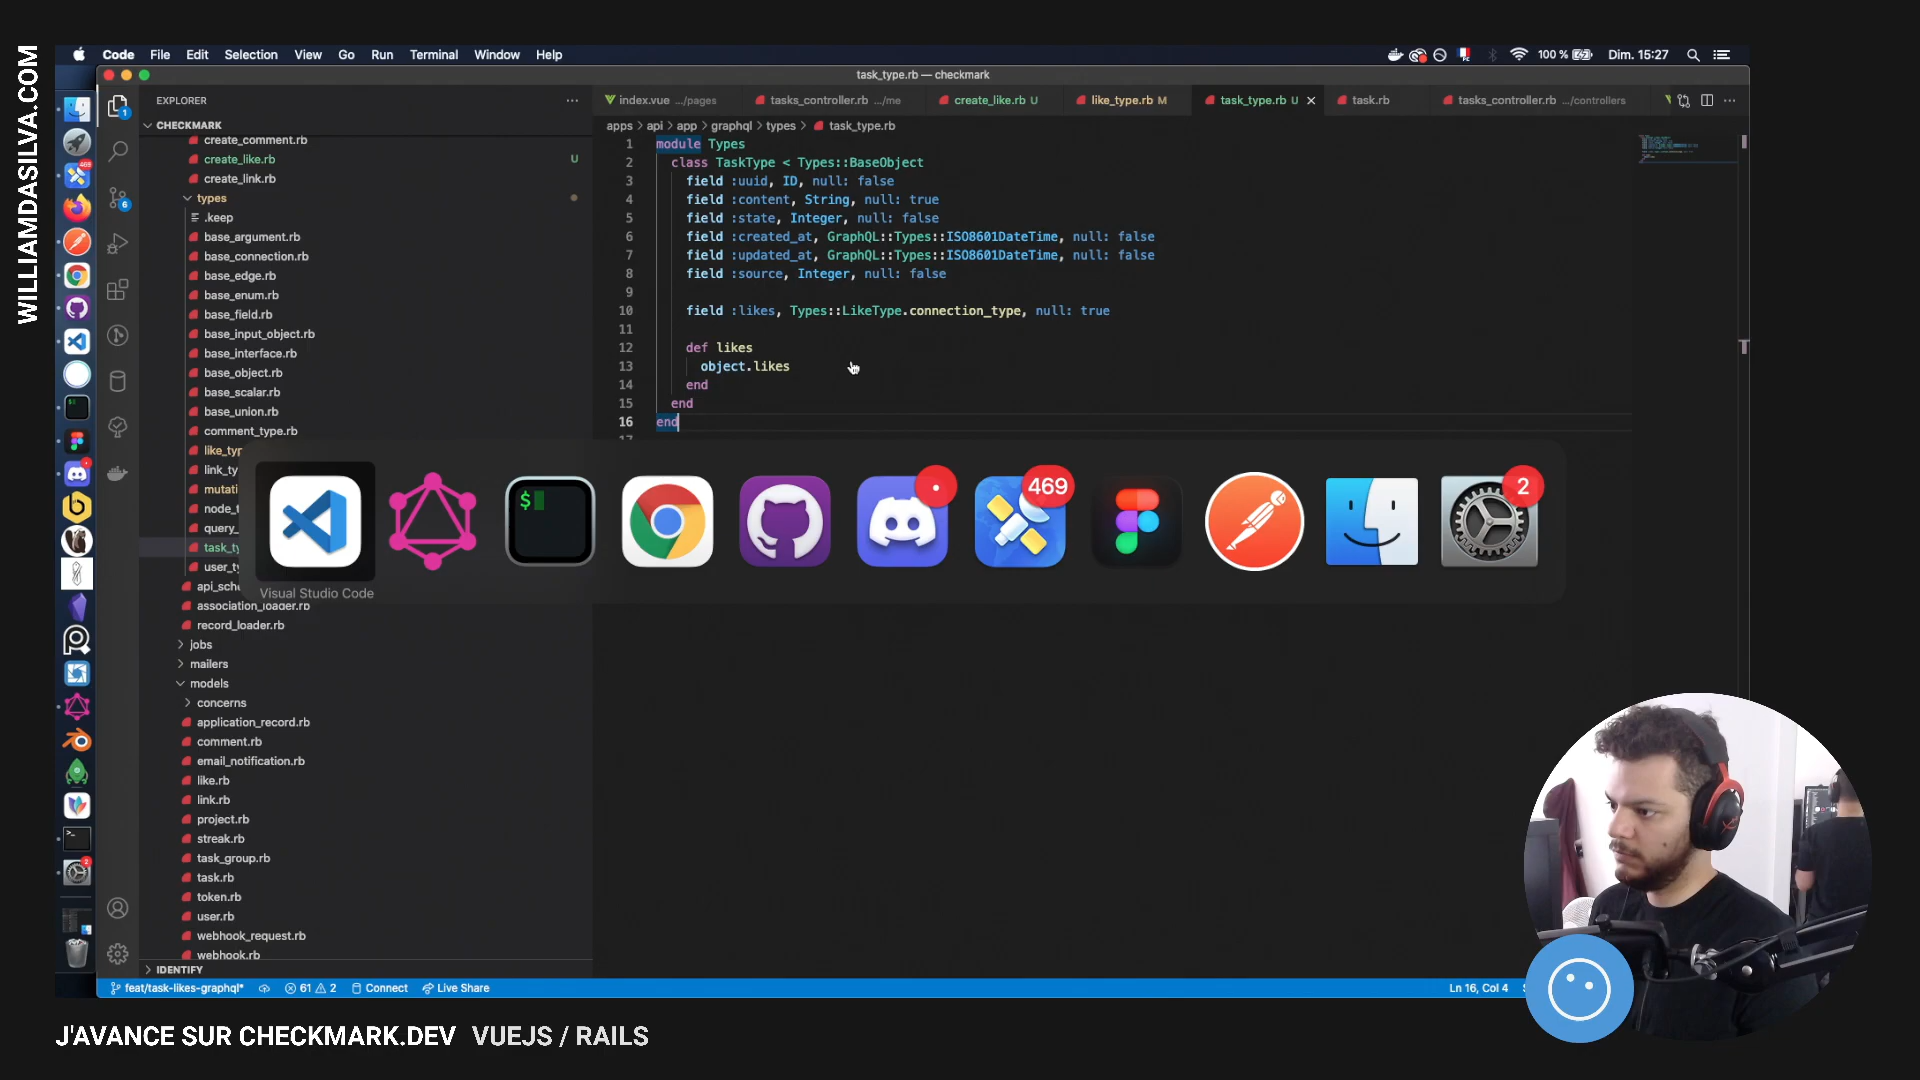 WILLIAMDASILVA.COM
Code File Edit Selection View Go Run Terminal Window Help
100 % Dim. 15:27
task_type.rb — checkmark
EXPLORER
index.vue .../pages
tasks_controller.rb .../me
create_like.rb U
like_type.rb M
task_type.rb U
task.rb
tasks_controller.rb .../controllers
CHECKMARK
apps > api > app > graphql > types > task_type.rb
create_comment.rb
create_like.rb U
create_link.rb
types
.keep
base_argument.rb
base_connection.rb
base_edge.rb
base_enum.rb
base_field.rb
base_input_object.rb
base_interface.rb
base_object.rb
base_scalar.rb
base_union.rb
comment_type.rb
like_typ
link_ty
mutati
node_t
query_
task_ty
user_ty
api_sch
association_loader.rb
record_loader.rb
jobs
mailers
models
concerns
application_record.rb
comment.rb
email_notification.rb
like.rb
link.rb
project.rb
streak.rb
task_group.rb
task.rb
token.rb
user.rb
webhook_request.rb
webhook.rb
IDENTIFY
1 module Types
2 class TaskType < Types::BaseObject
3 field :uuid, ID, null: false
4 field :content, String, null: true
5 field :state, Integer, null: false
6 field :created_at, GraphQL::Types::ISO8601DateTime, null: false
7 field :updated_at, GraphQL::Types::ISO8601DateTime, null: false
8 field :source, Integer, null: false
9
10 field :likes, Types::LikeType.connection_type, null: true
11
12 def likes
13 object.likes
14 end
15 end
16 end
17
$
469
2
Visual Studio Code
feat/task-likes-graphql* 61 2 Connect Live Share
Ln 16, Col 4
J'AVANCE SUR CHECKMARK.DEV VUEJS / RAILS